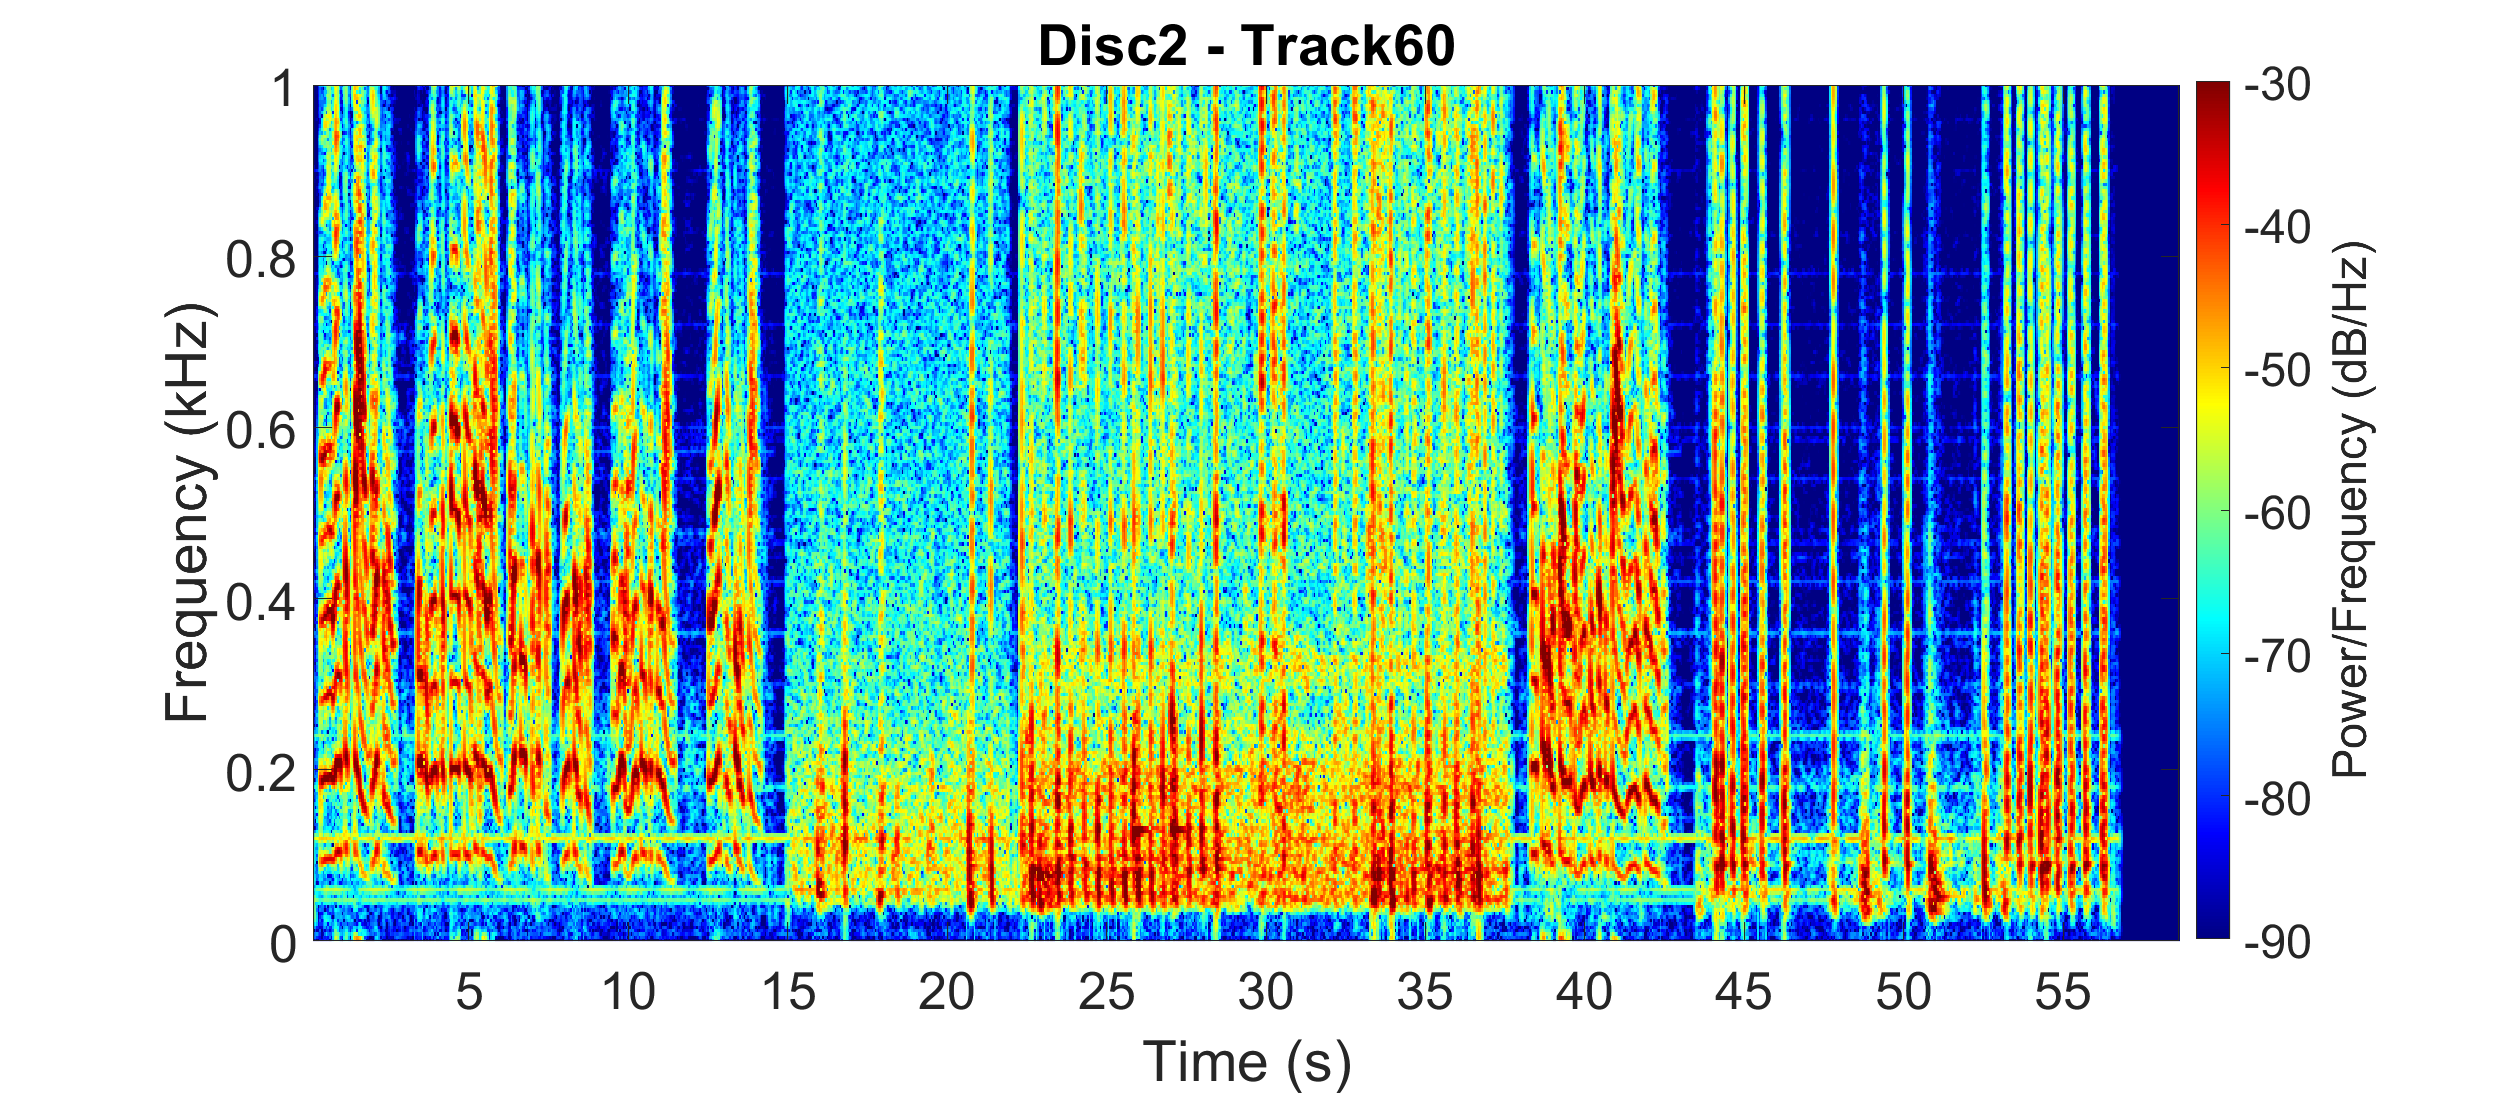 Disc2 - Track60
1
0.8
0.6
0.4
0.2
0
Frequency (kHz)
5 10 15 20 25 30 35 40 45 50 55
Time (s)
-30
-40
-50
-60
-70
-80
-90
Power/Frequency (dB/Hz)